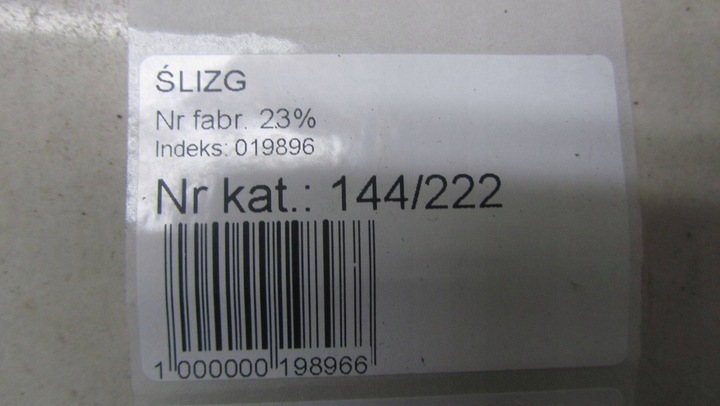 ŚLIZG
Nr fabr. 23%
Indeks: 019896
Nr kat.: 144/222
1 000000 198966